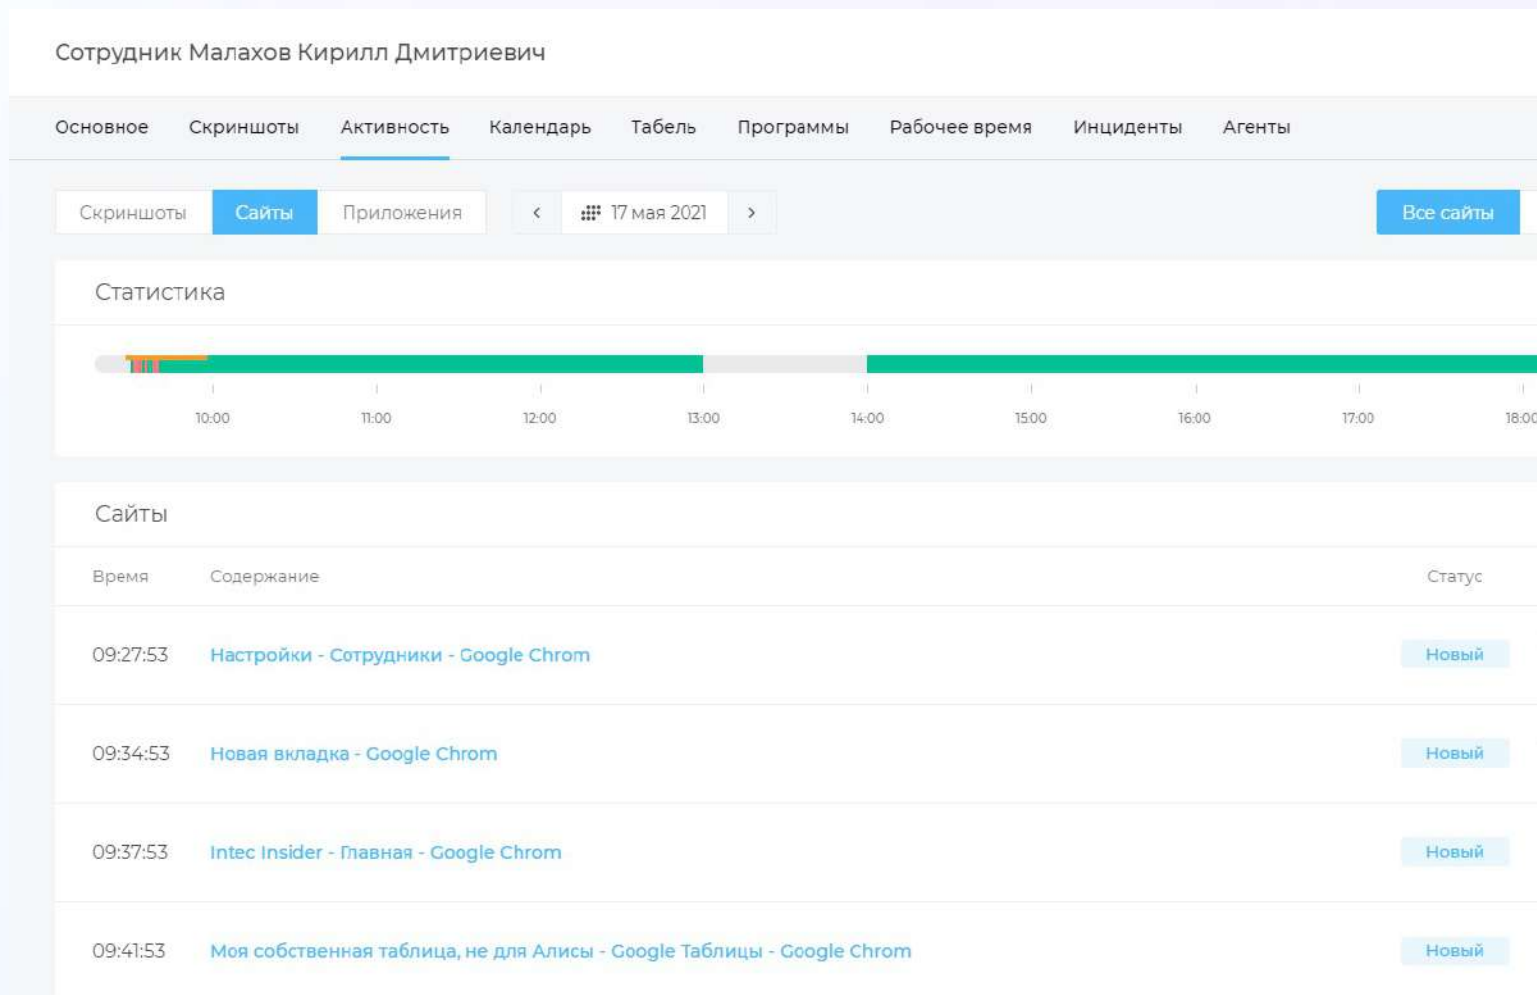 Сотрудник Малахов Кирилл Дмитриевич
Основное Скриншоты Активность Календарь Табель Программы Рабочее время Инциденты Агенты
Скриншоты Сайты Приложения < 17 мая 2021 > Все сайты
Статистика
10:00 11:00 12:00 13:00 14:00 15:00 16:00 17:00 18:00
Сайты
Время Содержание Статус
09:27:53 Настройки - Сотрудники - Google Chrom Новый
09:34:53 Новая вкладка - Google Chrom Новый
09:37:53 Intec Insider - Главная - Google Chrom Новый
09:41:53 Моя собственная таблица, не для Алисы - Google Таблицы - Google Chrom Новый